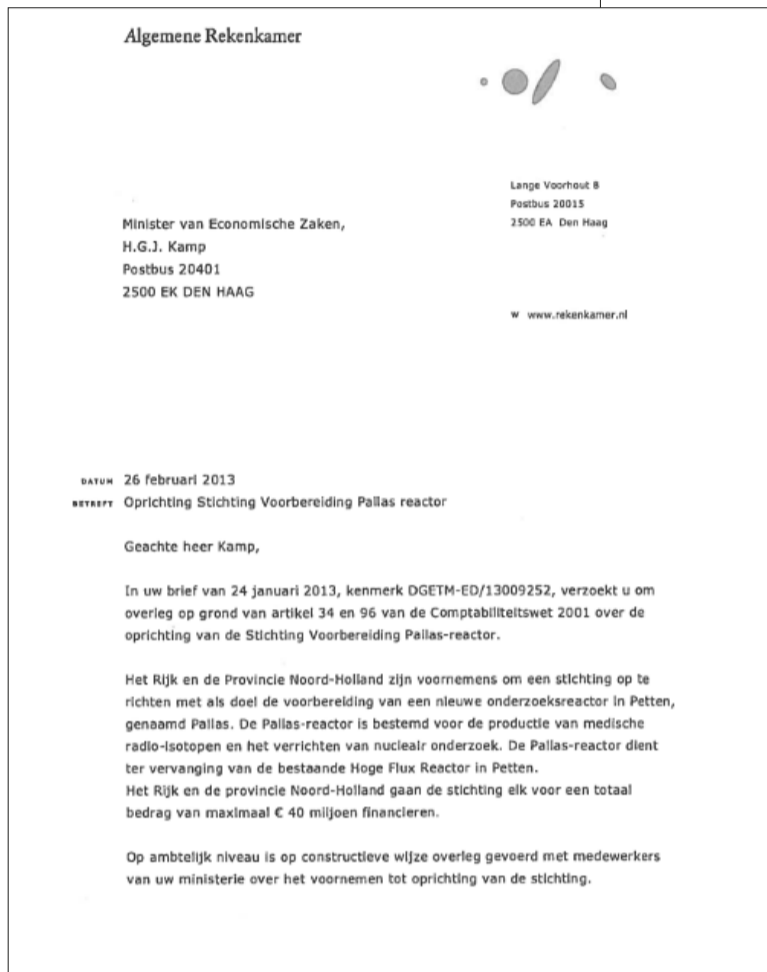 Algemene Rekenkamer
Lange Voorhout 8
Postbus 20015
2500 EA Den Haag
Minister van Economische Zaken,
H.G.J. Kamp
Postbus 20401
2500 EK DEN HAAG
w www.rekenkamer.nl
DATUM 26 februari 2013
BETREFT Oprichting Stichting Voorbereiding Pallas reactor
Geachte heer Kamp,
In uw brief van 24 januari 2013, kenmerk DGETM-ED/13009252, verzoekt u om
overleg op grond van artikel 34 en 96 van de Comptabiliteitswet 2001 over de
oprichting van de Stichting Voorbereiding Pallas-reactor.
Het Rijk en de Provincie Noord-Holland zijn voornemens om een stichting op te
richten met als doel de voorbereiding van een nieuwe onderzoeksreactor in Petten,
genaamd Pallas. De Pallas-reactor is bestemd voor de productie van medische
radio-isotopen en het verrichten van nucleair onderzoek. De Pallas-reactor dient
ter vervanging van de bestaande Hoge Flux Reactor in Petten.
Het Rijk en de provincie Noord-Holland gaan de stichting elk voor een totaal
bedrag van maximaal € 40 miljoen financieren.
Op ambtelijk niveau is op constructieve wijze overleg gevoerd met medewerkers
van uw ministerie over het voornemen tot oprichting van de stichting.